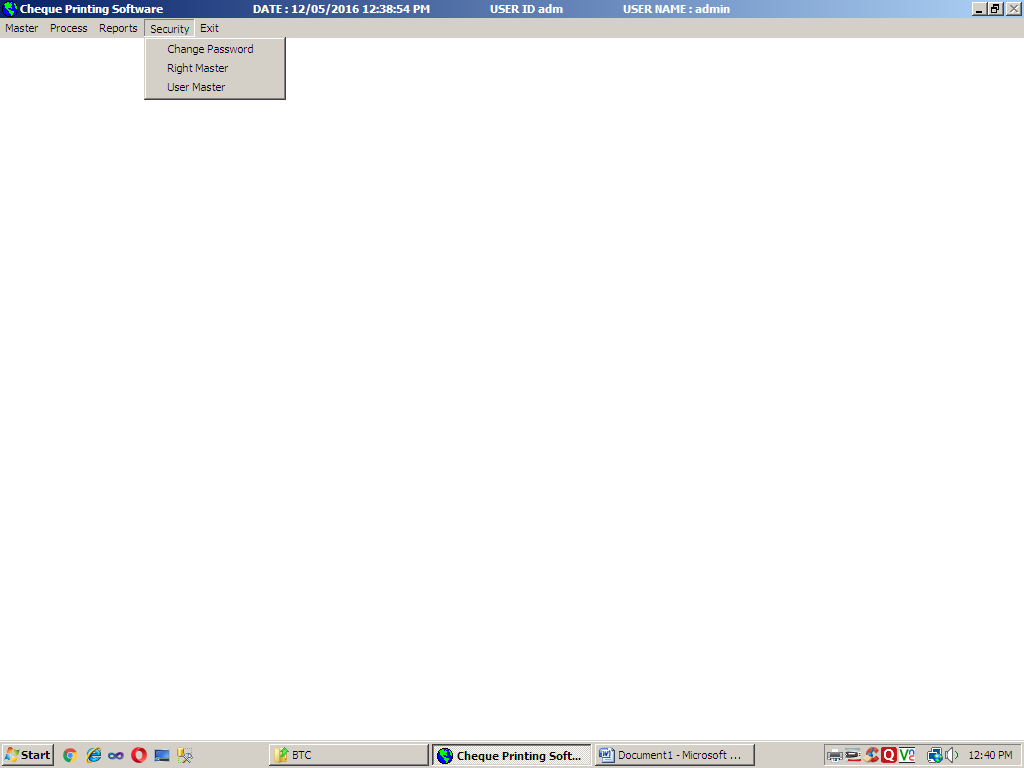 Cheque Printing Software DATE : 12/05/2016 12:38:54 PM USER ID adm USER NAME : admin
Master Process Reports Security Exit
Change Password
Right Master
User Master
Start BTC Cheque Printing Soft... Document1 - Microsoft ... 12:40 PM